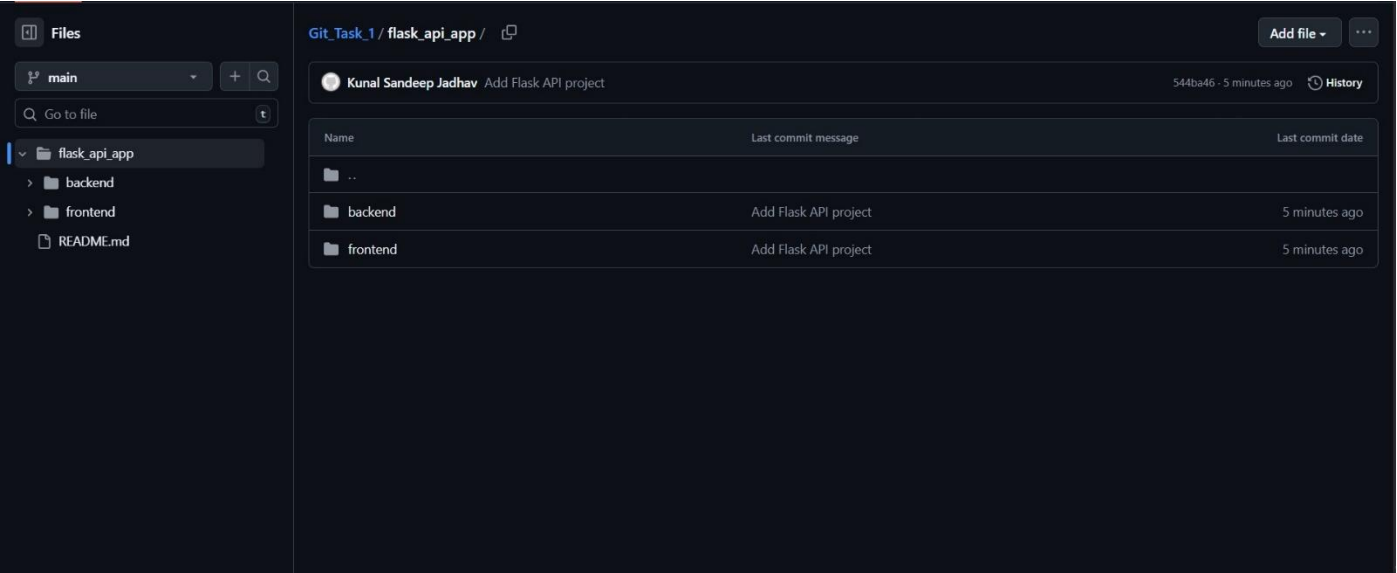 Files
main
Go to file
t
flask_api_app
backend
frontend
README.md
Git_Task_1 / flask_api_app /
Add file
Kunal Sandeep Jadhav Add Flask API project 544ba46 · 5 minutes ago History
Name Last commit message Last commit date
..
backend Add Flask API project 5 minutes ago
frontend Add Flask API project 5 minutes ago